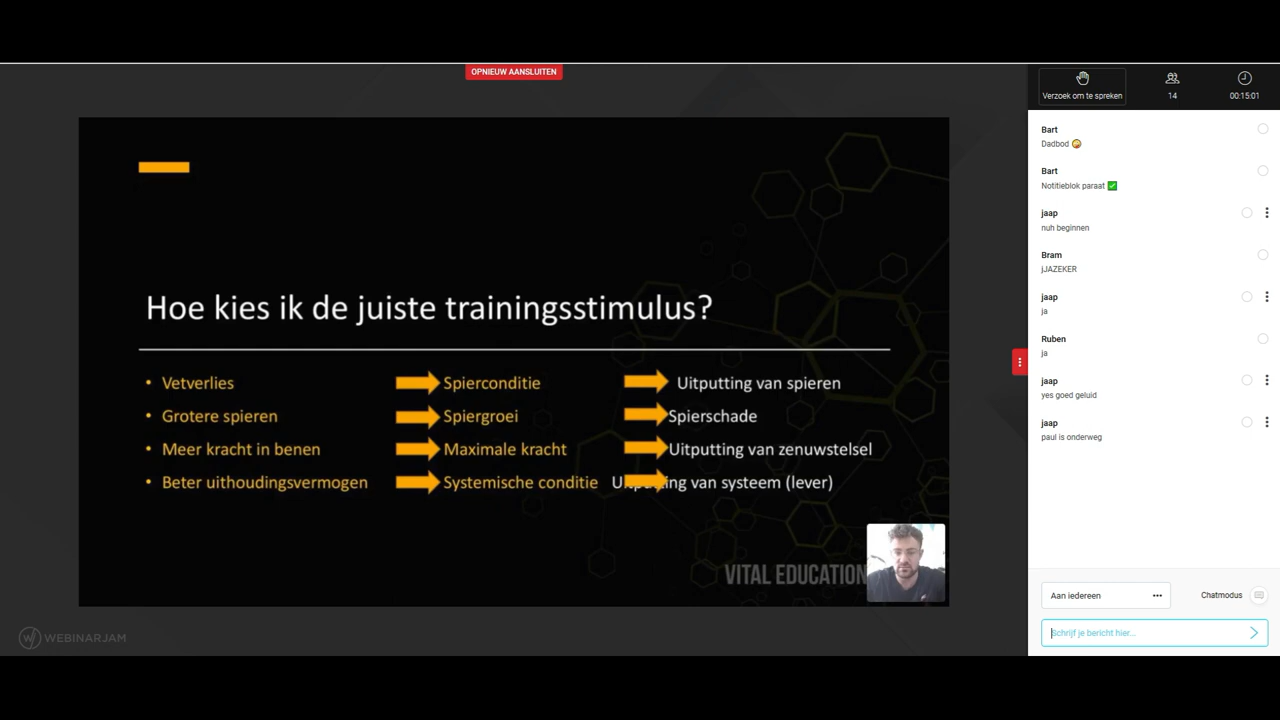 OPNIEUW AANSLUITEN
Hoe kies ik de juiste trainingsstimulus?
• Vetverlies Spierconditie Uitputting van spieren
• Grotere spieren Spiergroei Spierschade
• Meer kracht in benen Maximale kracht Uitputting van zenuwstelsel
• Beter uithoudingsvermogen Systemische conditie van systeem (lever)
VITAL EDUCATION
WEBINARJAM
Verzoek om te spreken
14
00:15:01
Bart
Dadbod 😜
Bart
Notitieblok paraat ✅
jaap
nuh beginnen
Bram
jJAZEKER
jaap
ja
Ruben
ja
jaap
yes goed geluid
jaap
paul is onderweg
Aan iedereen •••
Chatmodus
Schrijf je bericht hier...